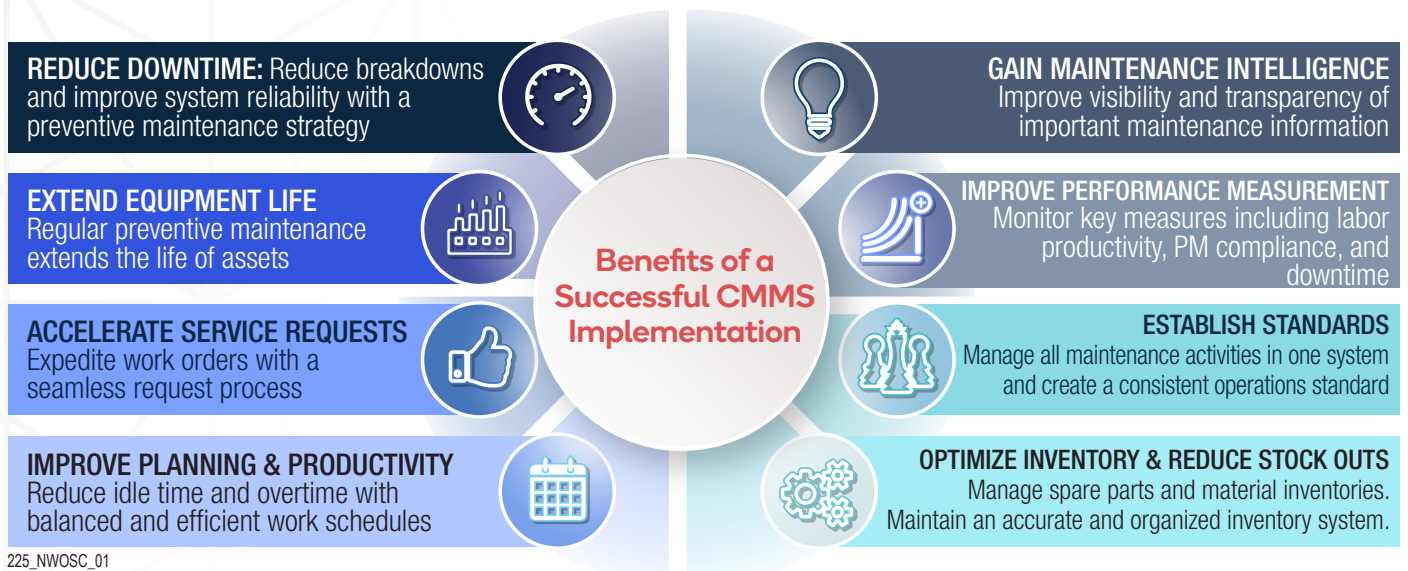 REDUCE DOWNTIME: Reduce breakdowns
and improve system reliability with a
preventive maintenance strategy
EXTEND EQUIPMENT LIFE
Regular preventive maintenance
extends the life of assets
ACCELERATE SERVICE REQUESTS
Expedite work orders with a
seamless request process
IMPROVE PLANNING & PRODUCTIVITY
Reduce idle time and overtime with
balanced and efficient work schedules
Benefits of a
Successful CMMS
Implementation
GAIN MAINTENANCE INTELLIGENCE
Improve visibility and transparency of
important maintenance information
IMPROVE PERFORMANCE MEASUREMENT
Monitor key measures including labor
productivity, PM compliance, and
downtime
ESTABLISH STANDARDS
Manage all maintenance activities in one system
and create a consistent operations standard
OPTIMIZE INVENTORY & REDUCE STOCK OUTS
Manage spare parts and material inventories.
Maintain an accurate and organized inventory system.
225_NWOSC_01